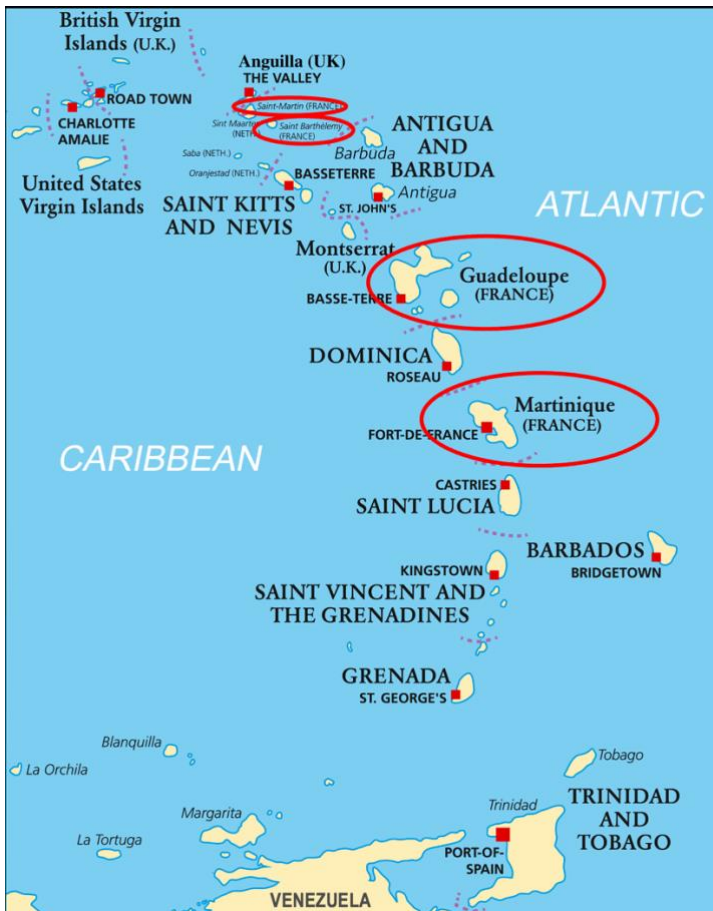 British Virgin
Islands (U.K.)
Anguilla (UK)
THE VALLEY
ROAD TOWN
Saint-Martin (FRANCE)
CHARLOTTE
AMALIE
Sint Maarten
(NETH.)
Saint Barthélemy
(FRANCE)
ANTIGUA
AND
BARBUDA
Barbuda
Saba (NETH.)
Oranjestad (NETH.)
BASSETERRE
United States
Virgin Islands
SAINT KITTS
AND NEVIS
Antigua
ST. JOHN'S
ATLANTIC
Montserrat
(U.K.)
Guadeloupe
(FRANCE)
BASSE-TERRE
DOMINICA
ROSEAU
Martinique
(FRANCE)
FORT-DE-FRANCE
CARIBBEAN
CASTRIES
SAINT LUCIA
BARBADOS
BRIDGETOWN
KINGSTOWN
SAINT VINCENT AND
THE GRENADINES
GRENADA
ST. GEORGE'S
Blanquilla
La Orchila
Tobago
Margarita
Trinidad
TRINIDAD
AND
TOBAGO
La Tortuga
PORT-OF-
SPAIN
VENEZUELA